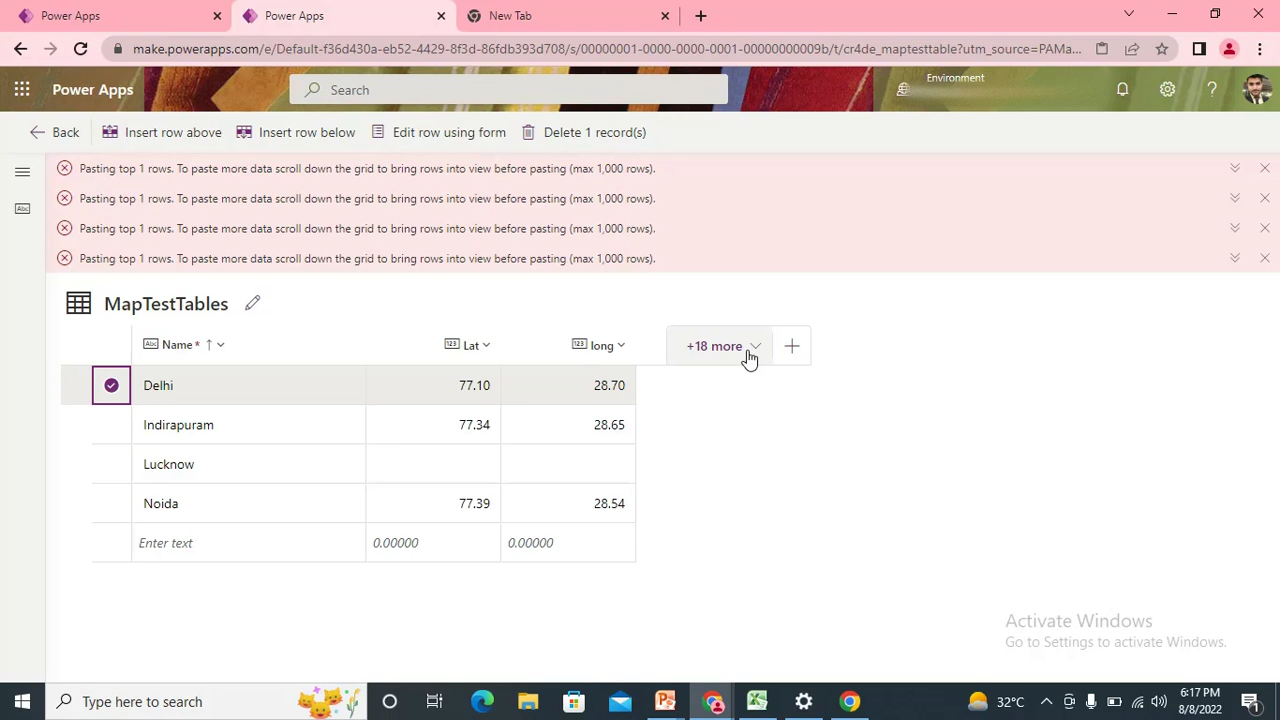 Power Apps
Power Apps
New Tab
make.powerapps.com/e/Default-f36d430a-eb52-4429-8f3d-86fdb393d708/s/00000001-0000-0000-0001-00000000009b/t/cr4de_maptesttable?utm_source=PAMa...
Power Apps
Search
Environment
Back
Insert row above
Insert row below
Edit row using form
Delete 1 record(s)
Pasting top 1 rows. To paste more data scroll down the grid to bring rows into view before pasting (max 1,000 rows).
Pasting top 1 rows. To paste more data scroll down the grid to bring rows into view before pasting (max 1,000 rows).
Pasting top 1 rows. To paste more data scroll down the grid to bring rows into view before pasting (max 1,000 rows).
Pasting top 1 rows. To paste more data scroll down the grid to bring rows into view before pasting (max 1,000 rows).
MapTestTables
Abc Name * 123 Lat 123 long +18 more
Delhi 77.10 28.70
Indirapuram 77.34 28.65
Lucknow
Noida 77.39 28.54
Enter text 0.00000 0.00000
Activate Windows
Go to Settings to activate Windows.
Type here to search
32°C
6:17 PM
8/8/2022